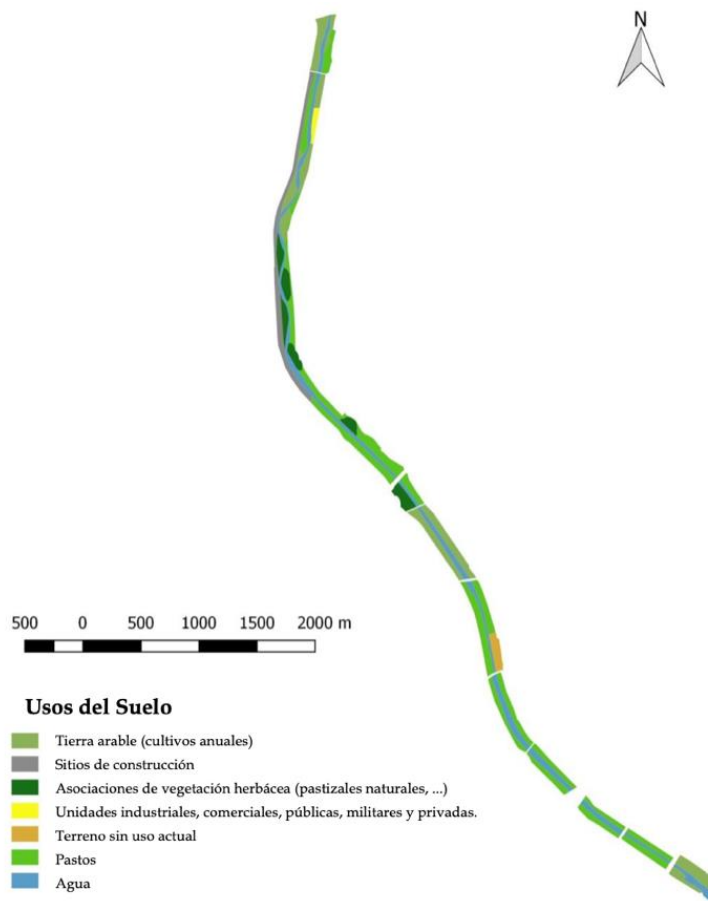 N
500 0 500 1000 1500 2000 m
Usos del Suelo
Tierra arable (cultivos anuales)
Sitios de construcción
Asociaciones de vegetación herbácea (pastizales naturales, ...)
Unidades industriales, comerciales, públicas, militares y privadas.
Terreno sin uso actual
Pastos
Agua